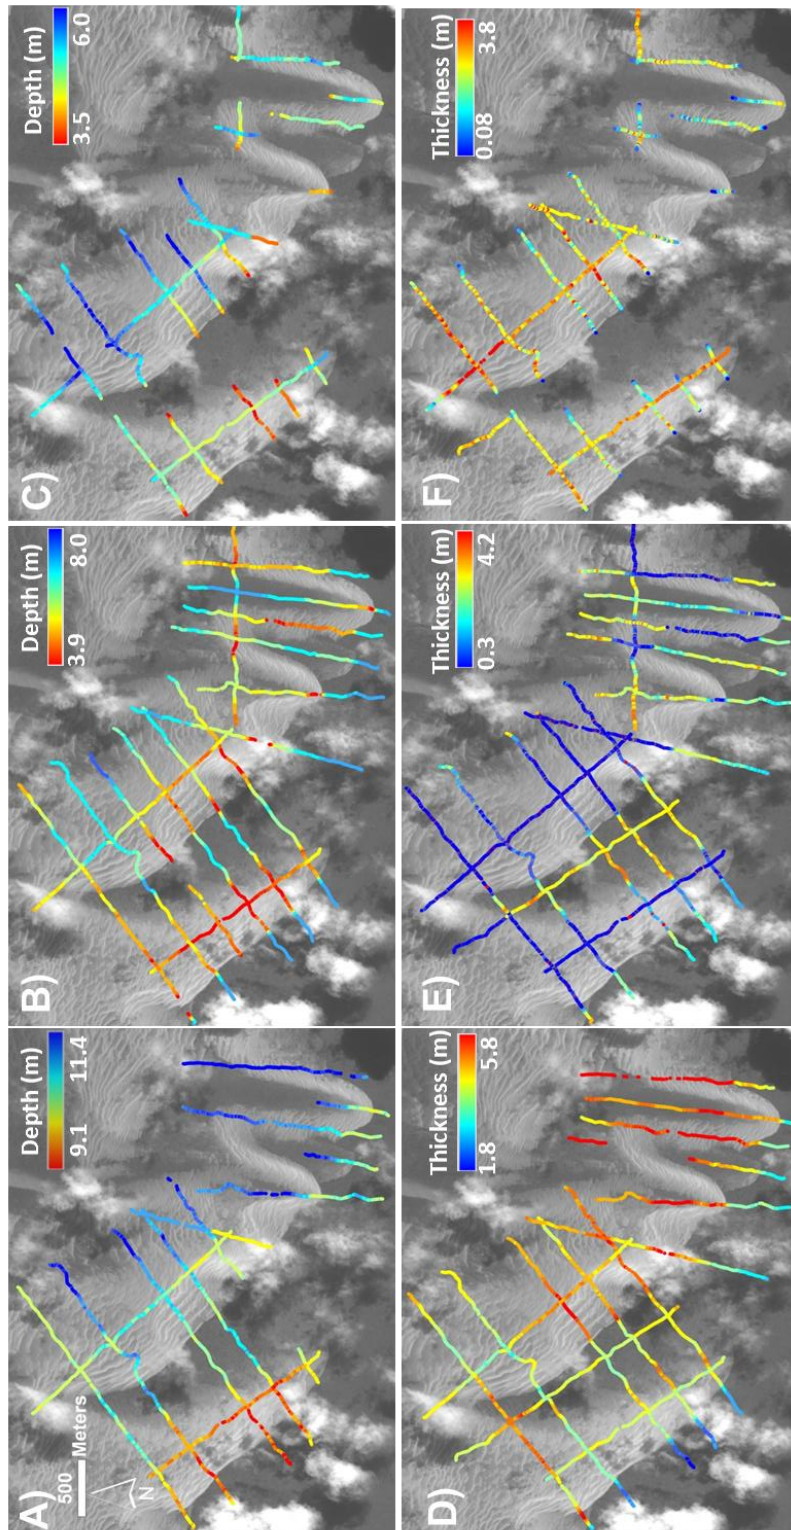 A)
500
Meters
N
Depth (m)
9.1 11.4
B)
Depth (m)
3.9 8.0
C)
Depth (m)
3.5 6.0
D)
Thickness (m)
1.8 5.8
E)
Thickness (m)
0.3 4.2
F)
Thickness (m)
0.08 3.8